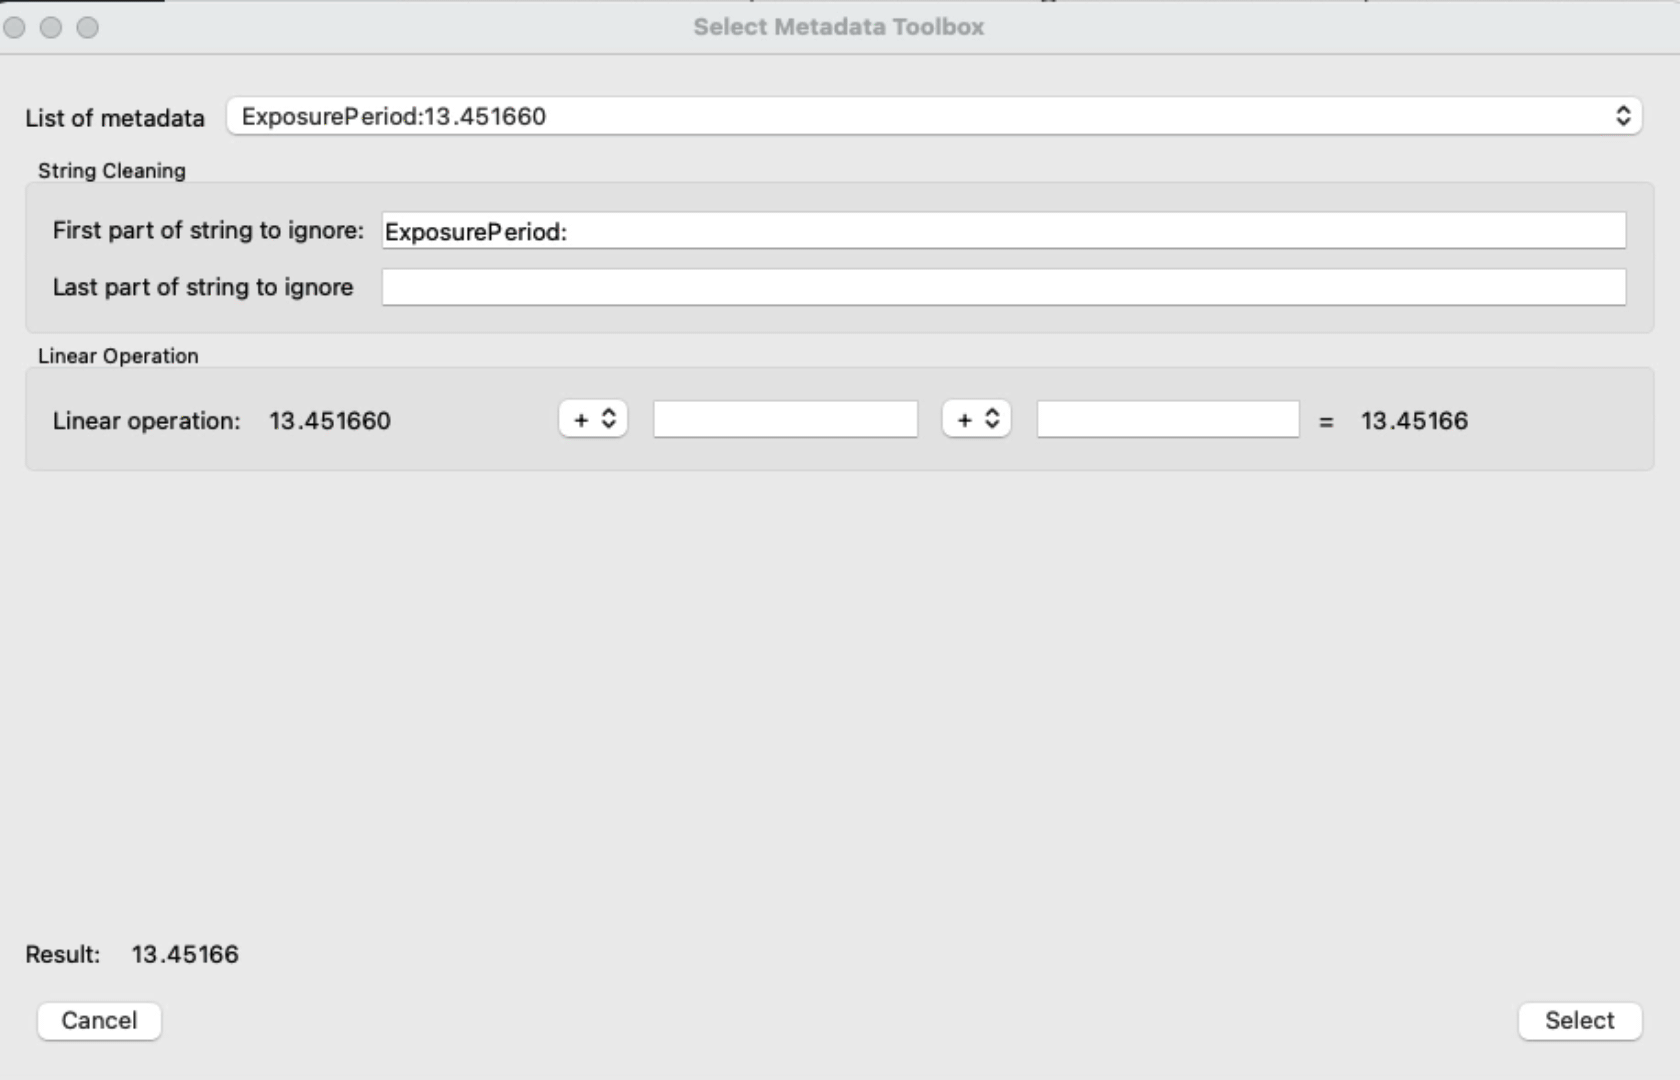 Select Metadata Toolbox
List of metadata ExposurePeriod:13.451660
String Cleaning
First part of string to ignore: ExposurePeriod:
Last part of string to ignore
Linear Operation
Linear operation: 13.451660 + + = 13.45166
Result: 13.45166
Cancel Select